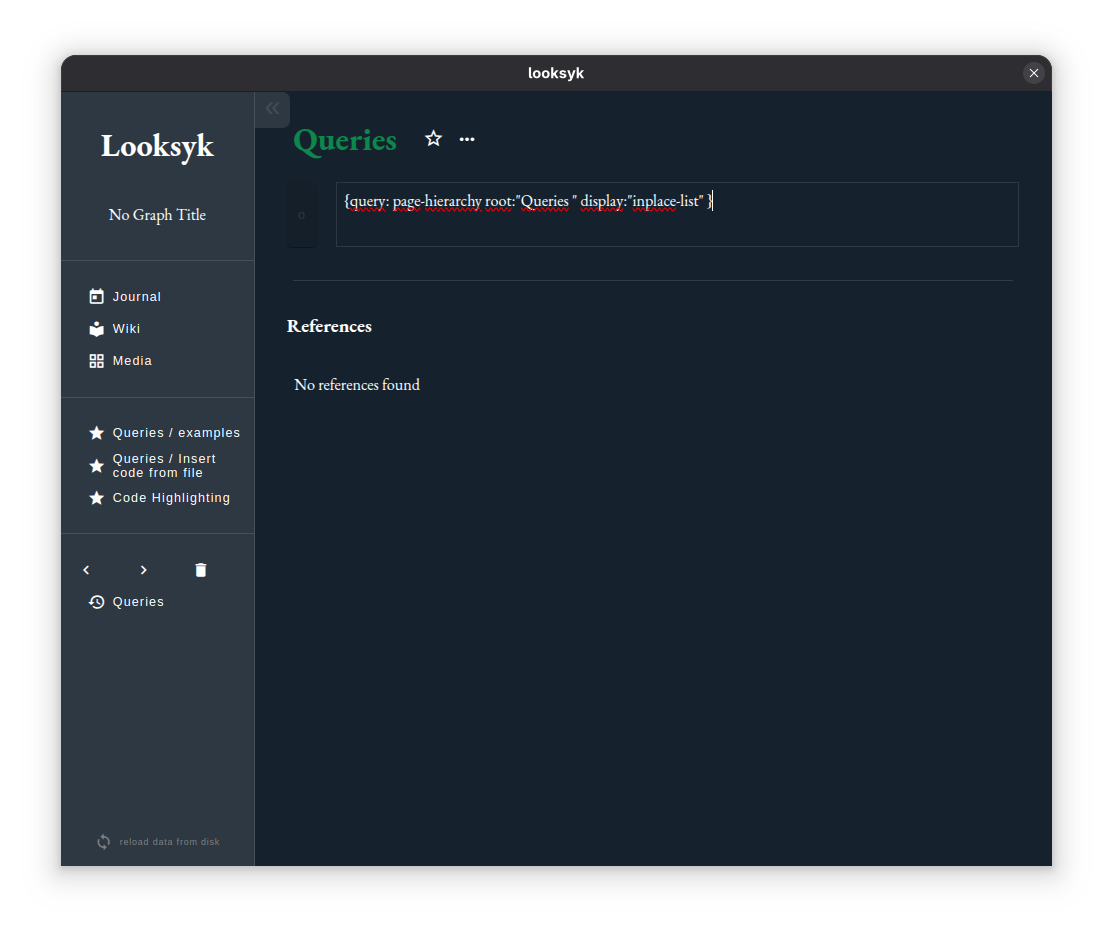 looksyk
Looksyk
No Graph Title
Journal
Wiki
Media
Queries / examples
Queries / Insert
code from file
Code Highlighting
Queries
reload data from disk
Queries
{query: page-hierarchy root:"Queries " display:"inplace-list" }
References
No references found